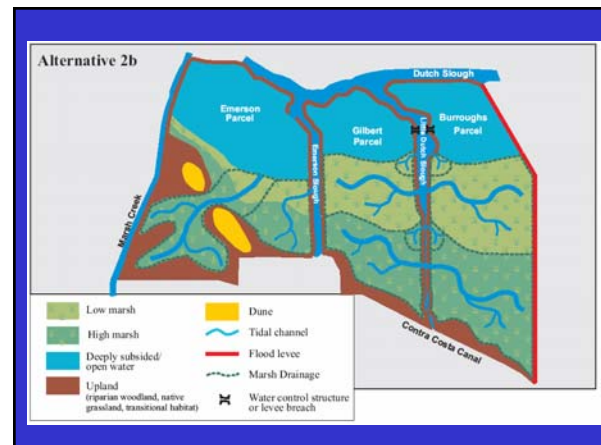 Alternative 2b
Dutch Slough
Emerson
Parcel
Gilbert
Parcel
Burroughs
Parcel
Emerson Slough
Little Dutch Slough
Marsh Creek
Contra Costa Canal
Low marsh
High marsh
Deeply subsided/
open water
Upland
(riparian woodland, native
grassland, transitional habitat)
Dune
Tidal channel
Flood levee
Marsh Drainage
Water control structure
or levee breach